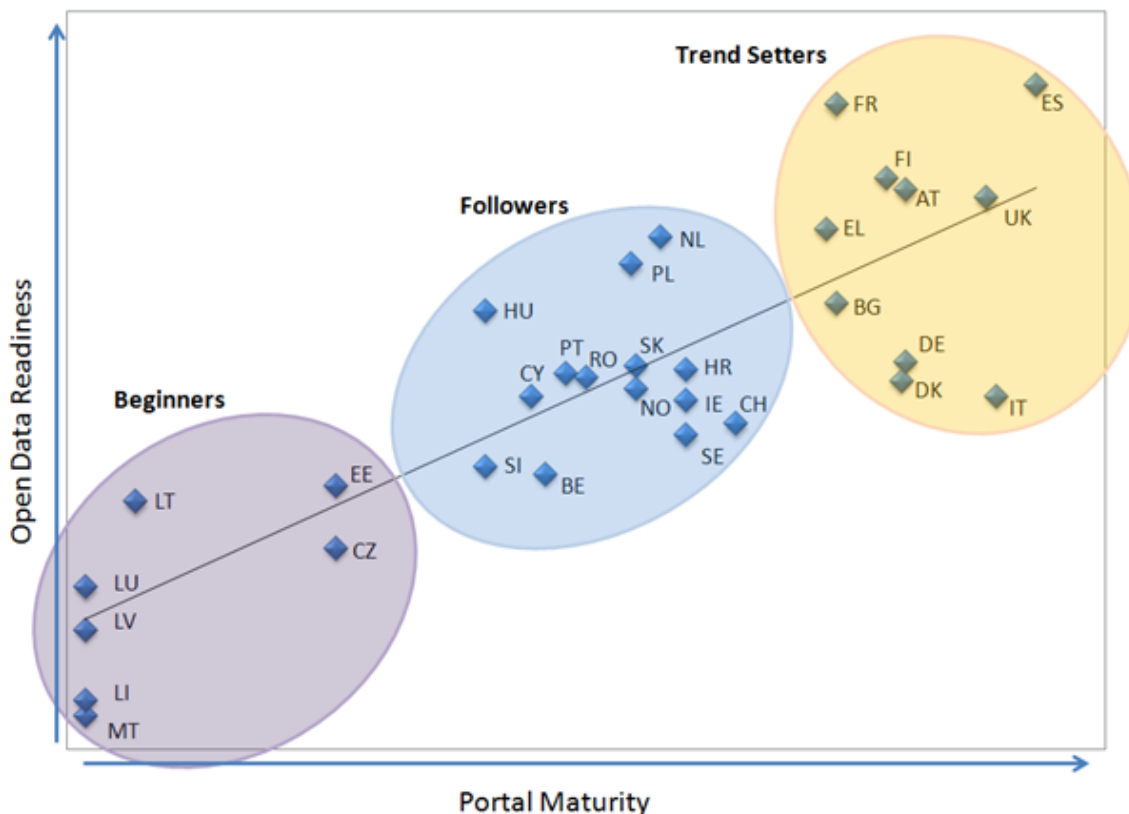 Trend Setters
FR
ES
FI
AT
UK
EL
BG
DE
DK
IT
Followers
NL
PL
HU
PT
RO
SK
HR
CY
NO
IE
CH
SE
SI
BE
Beginners
EE
LT
CZ
LU
LV
LI
MT
Open Data Readiness
Portal Maturity